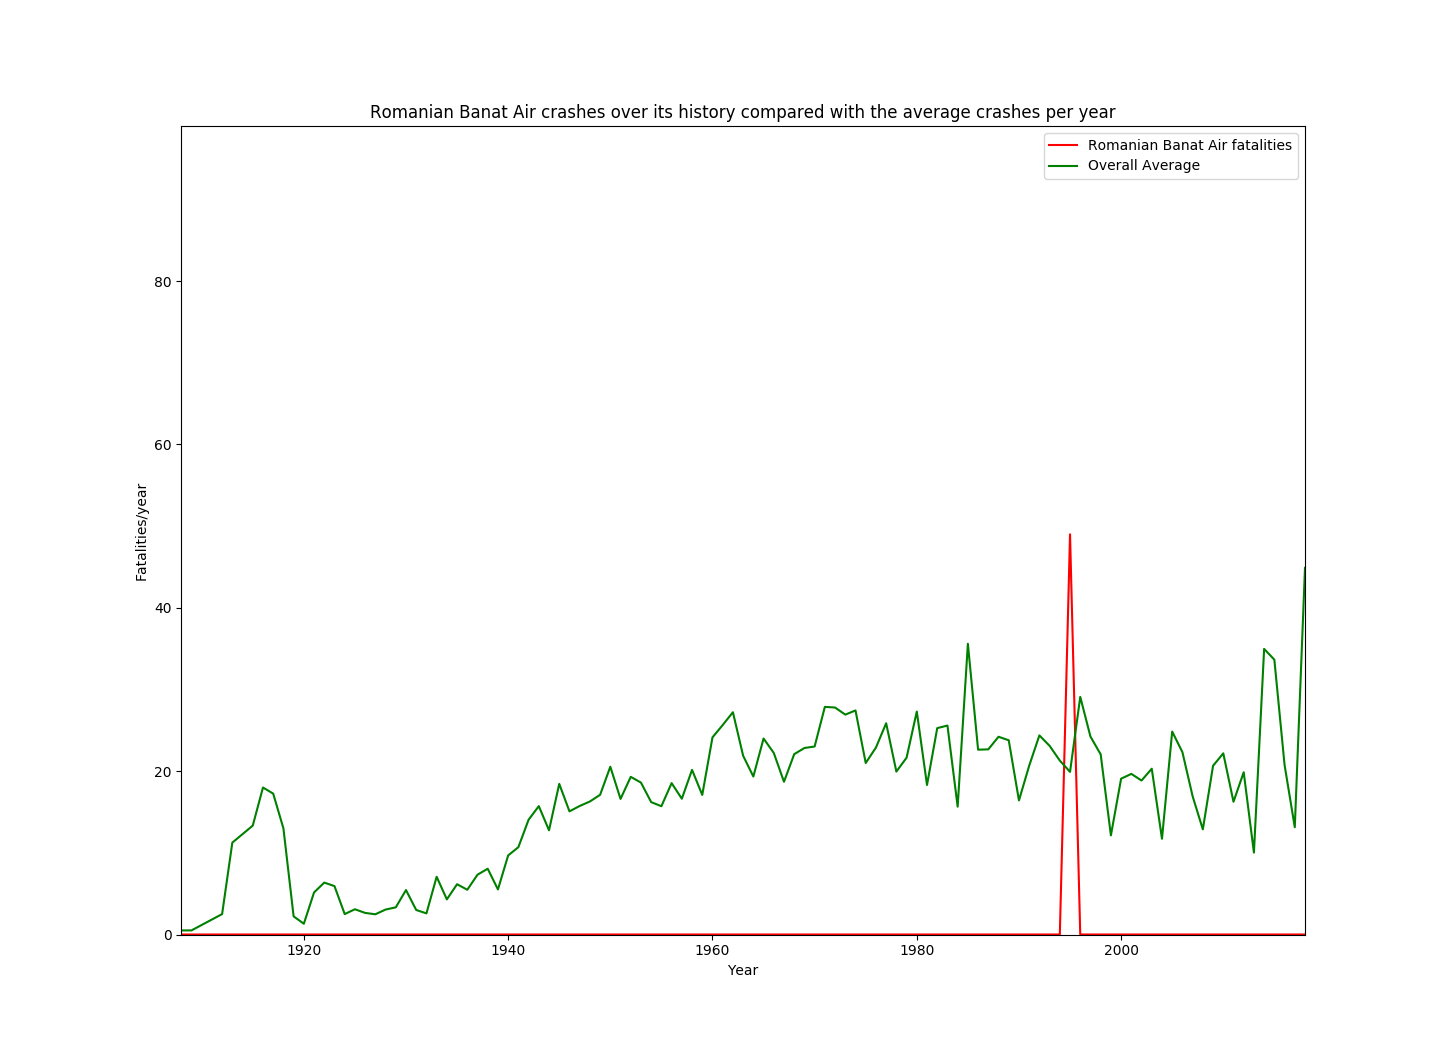 Romanian Banat Air crashes over its history compared with the average crashes per year
Romanian Banat Air fatalities
Overall Average
80
60
40
20
0
Fatalities/year
1920
1940
1960
1980
2000
Year